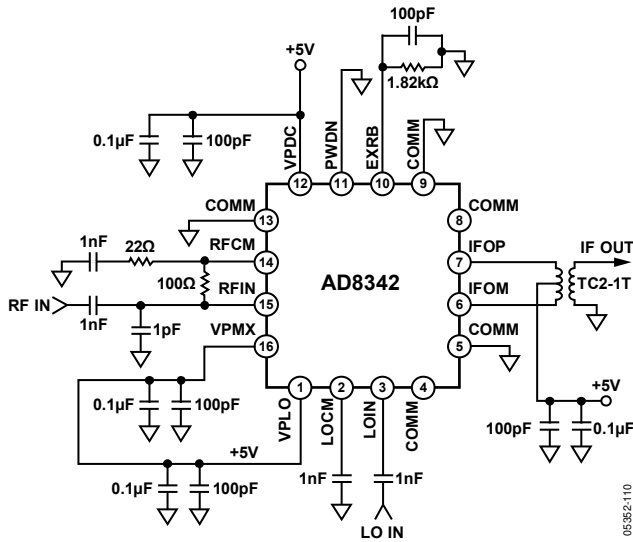 100pF
+5V
1.82kΩ
0.1µF
100pF
VPDC
PWDN
EXRB
COMM
12
11
10
9
COMM
13
8
COMM
1nF
22Ω
RFCM
14
7
IFOP
IF OUT
100Ω
AD8342
TC2-1T
RF IN
1nF
RFIN
15
6
IFOM
1pF
VPMX
16
5
COMM
1
2
3
4
VPLO
LOCM
LOIN
COMM
0.1µF
100pF
+5V
100pF
0.1µF
+5V
0.1µF
100pF
1nF
1nF
LO IN
05352-110